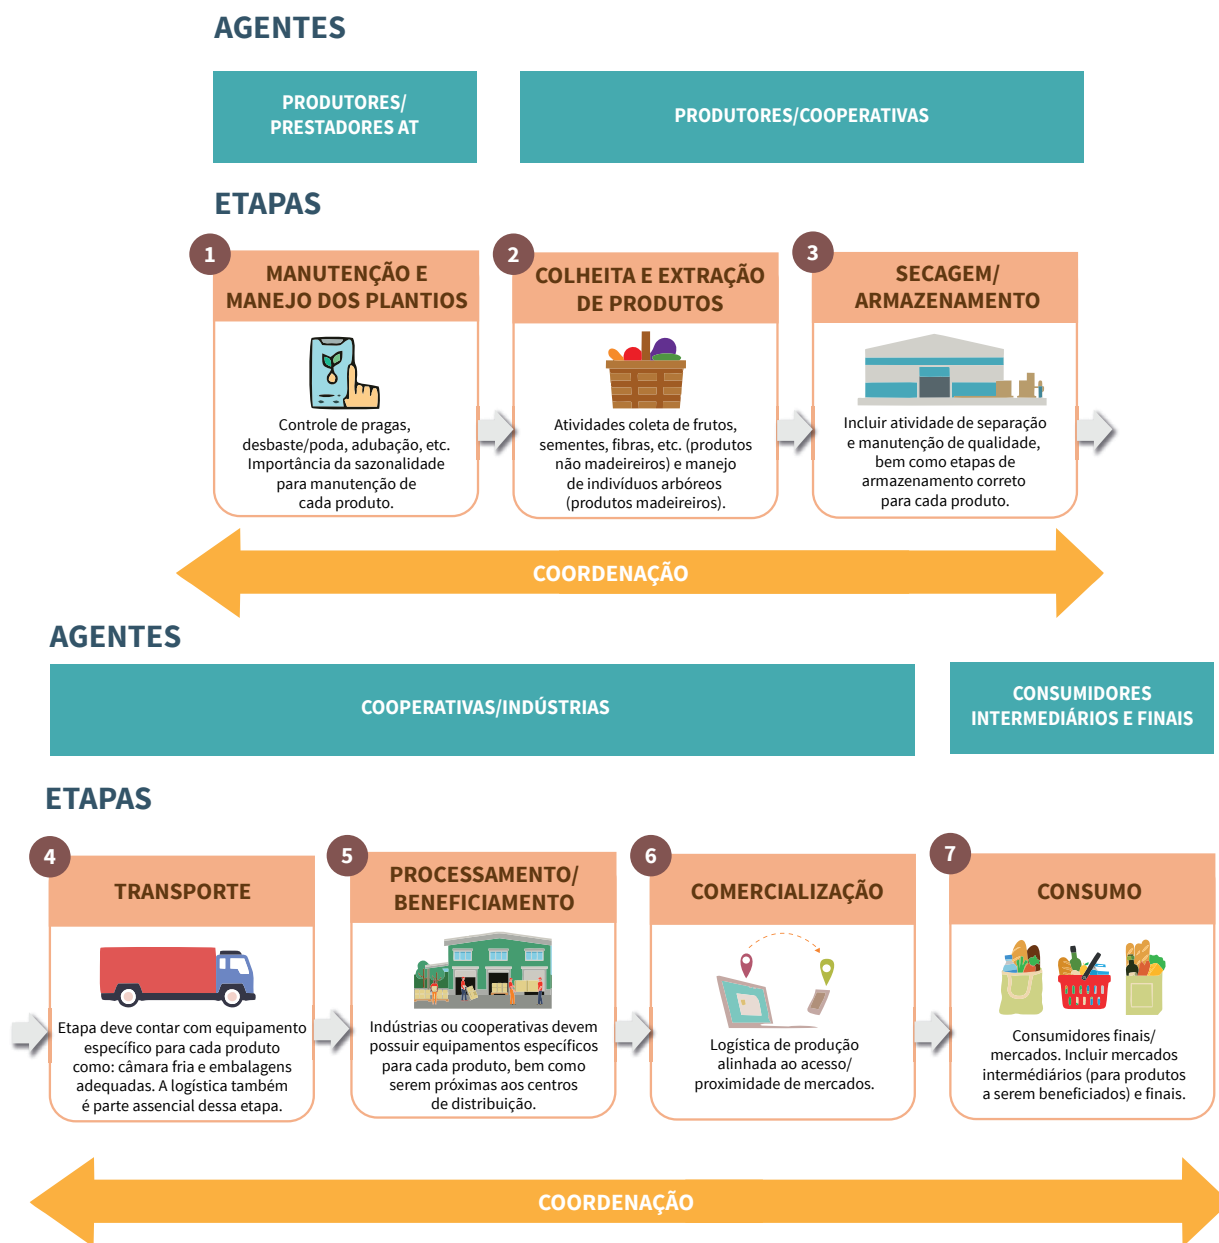 AGENTES
PRODUTORES/
PRESTADORES AT
PRODUTORES/COOPERATIVAS
ETAPAS
1
MANUTENÇÃO E
MANEJO DOS PLANTIOS
Controle de pragas,
desbaste/poda, adubação, etc.
Importância da sazonalidade
para manutenção de
cada produto.
2
COLHEITA E EXTRAÇÃO
DE PRODUTOS
Atividades coleta de frutos,
sementes, fibras, etc. (produtos
não madeireiros) e manejo
de indivíduos arbóreos
(produtos madeireiros).
3
SECAGEM/
ARMAZENAMENTO
Incluir atividade de separação
e manutenção de qualidade,
bem como etapas de
armazenamento correto
para cada produto.
COORDENAÇÃO
AGENTES
COOPERATIVAS/INDÚSTRIAS
CONSUMIDORES
INTERMEDIÁRIOS E FINAIS
ETAPAS
4
TRANSPORTE
Etapa deve contar com equipamento
específico para cada produto
como: câmara fria e embalagens
adequadas. A logística também
é parte assencial dessa etapa.
5
PROCESSAMENTO/
BENEFICIAMENTO
Indústrias ou cooperativas devem
possuir equipamentos específicos
para cada produto, bem como
serem próximas aos centros
de distribuição.
6
COMERCIALIZAÇÃO
Logística de produção
alinhada ao acesso/
proximidade de mercados.
7
CONSUMO
Consumidores finais/
mercados. Incluir mercados
intermédiários (para produtos
a serem beneficiados) e finais.
COORDENAÇÃO